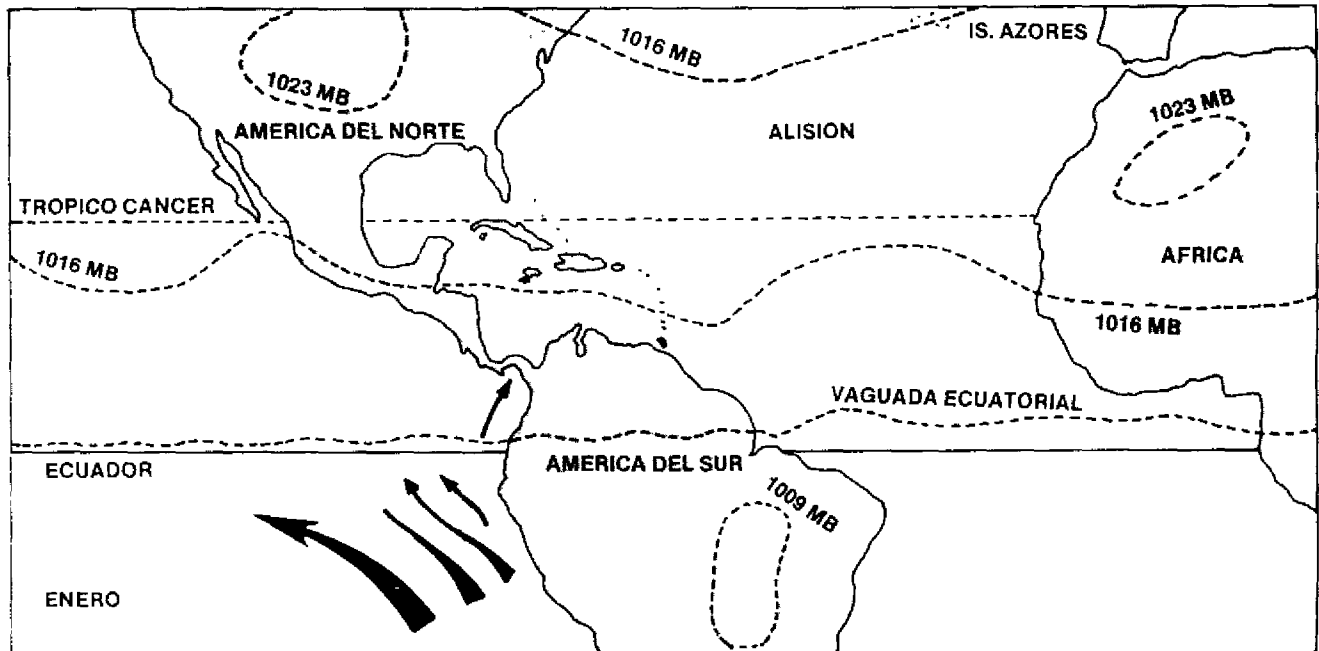 1016 MB
IS. AZORES
1023 MB
1023 MB
AMERICA DEL NORTE
ALISION
TROPICO CANCER
1016 MB
AFRICA
1016 MB
VAGUADA ECUATORIAL
ECUADOR
AMERICA DEL SUR
1009 MB
ENERO